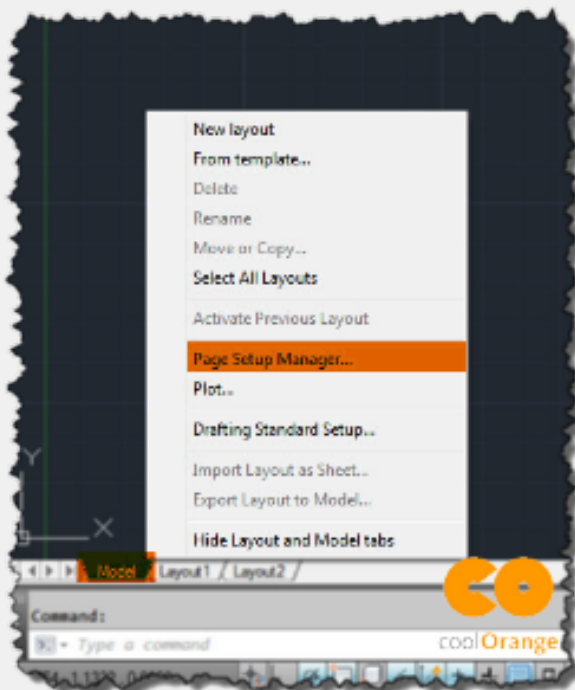 New layout
From template...
Delete
Rename
Move or Copy...
Select All Layouts
Activate Previous Layout
Page Setup Manager...
Plot...
Drafting Standard Setup...
Import Layout as Sheet...
Export Layout to Model...
Hide Layout and Model tabs
Y
X
Model Layout1 Layout2
CO
Command:
Type a command
coolOrange